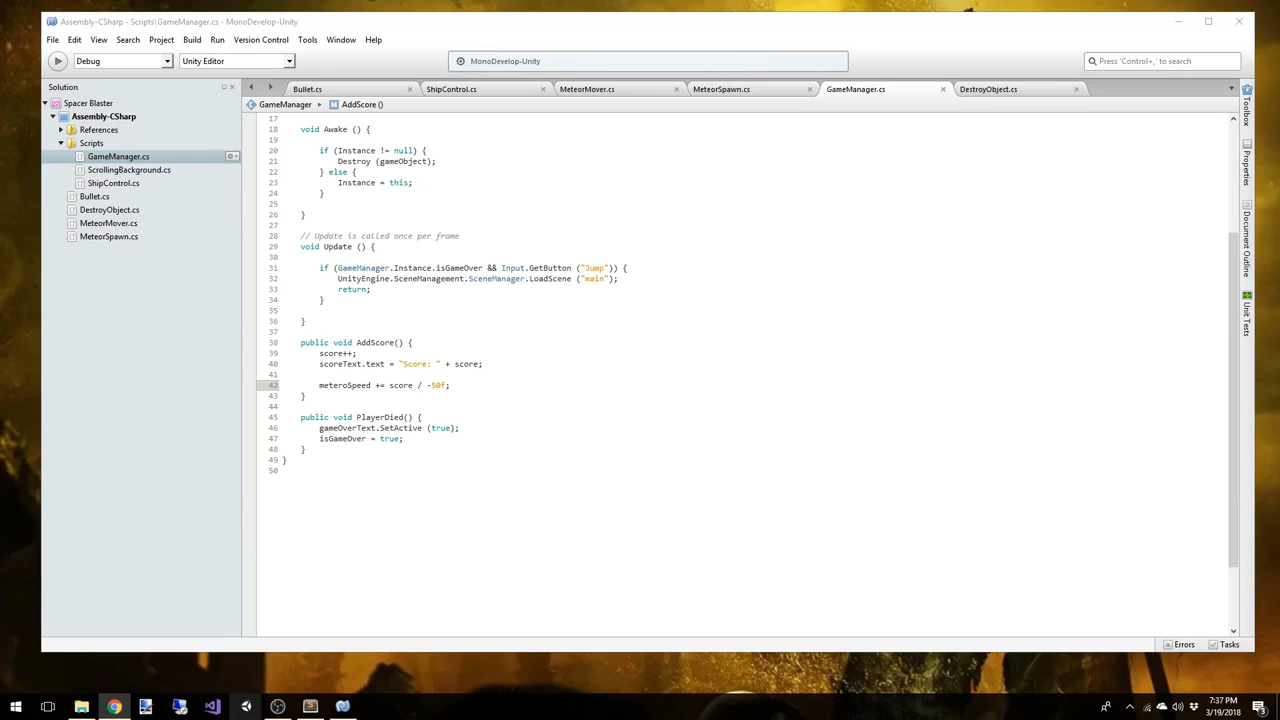 Assembly-CSharp - Scripts\GameManager.cs - MonoDevelop-Unity
File Edit View Search Project Build Run Version Control Tools Window Help
Debug
Unity Editor
MonoDevelop-Unity
Press 'Control+,' to search
Solution
Spacer Blaster
Assembly-CSharp
References
Scripts
GameManager.cs
ScrollingBackground.cs
ShipControl.cs
Bullet.cs
DestroyObject.cs
MeteorMover.cs
MeteorSpawn.cs
Bullet.cs ShipControl.cs MeteorMover.cs MeteorSpawn.cs GameManager.cs DestroyObject.cs
GameManager AddScore ()
17
18 void Awake () {
19
20 if (Instance != null) {
21 Destroy (gameObject);
22 } else {
23 Instance = this;
24 }
25
26 }
27
28 // Update is called once per frame
29 void Update () {
30
31 if (GameManager.Instance.isGameOver && Input.GetButton ("Jump")) {
32 UnityEngine.SceneManagement.SceneManager.LoadScene ("main");
33 return;
34 }
35
36 }
37
38 public void AddScore() {
39 score++;
40 scoreText.text = "Score: " + score;
41
42 meteroSpeed += score / -50f;
43 }
44
45 public void PlayerDied() {
46 gameOverText.SetActive (true);
47 isGameOver = true;
48 }
49 }
50
Toolbox
Properties
Document Outline
Unit Tests
Errors Tasks
7:37 PM
3/19/2018